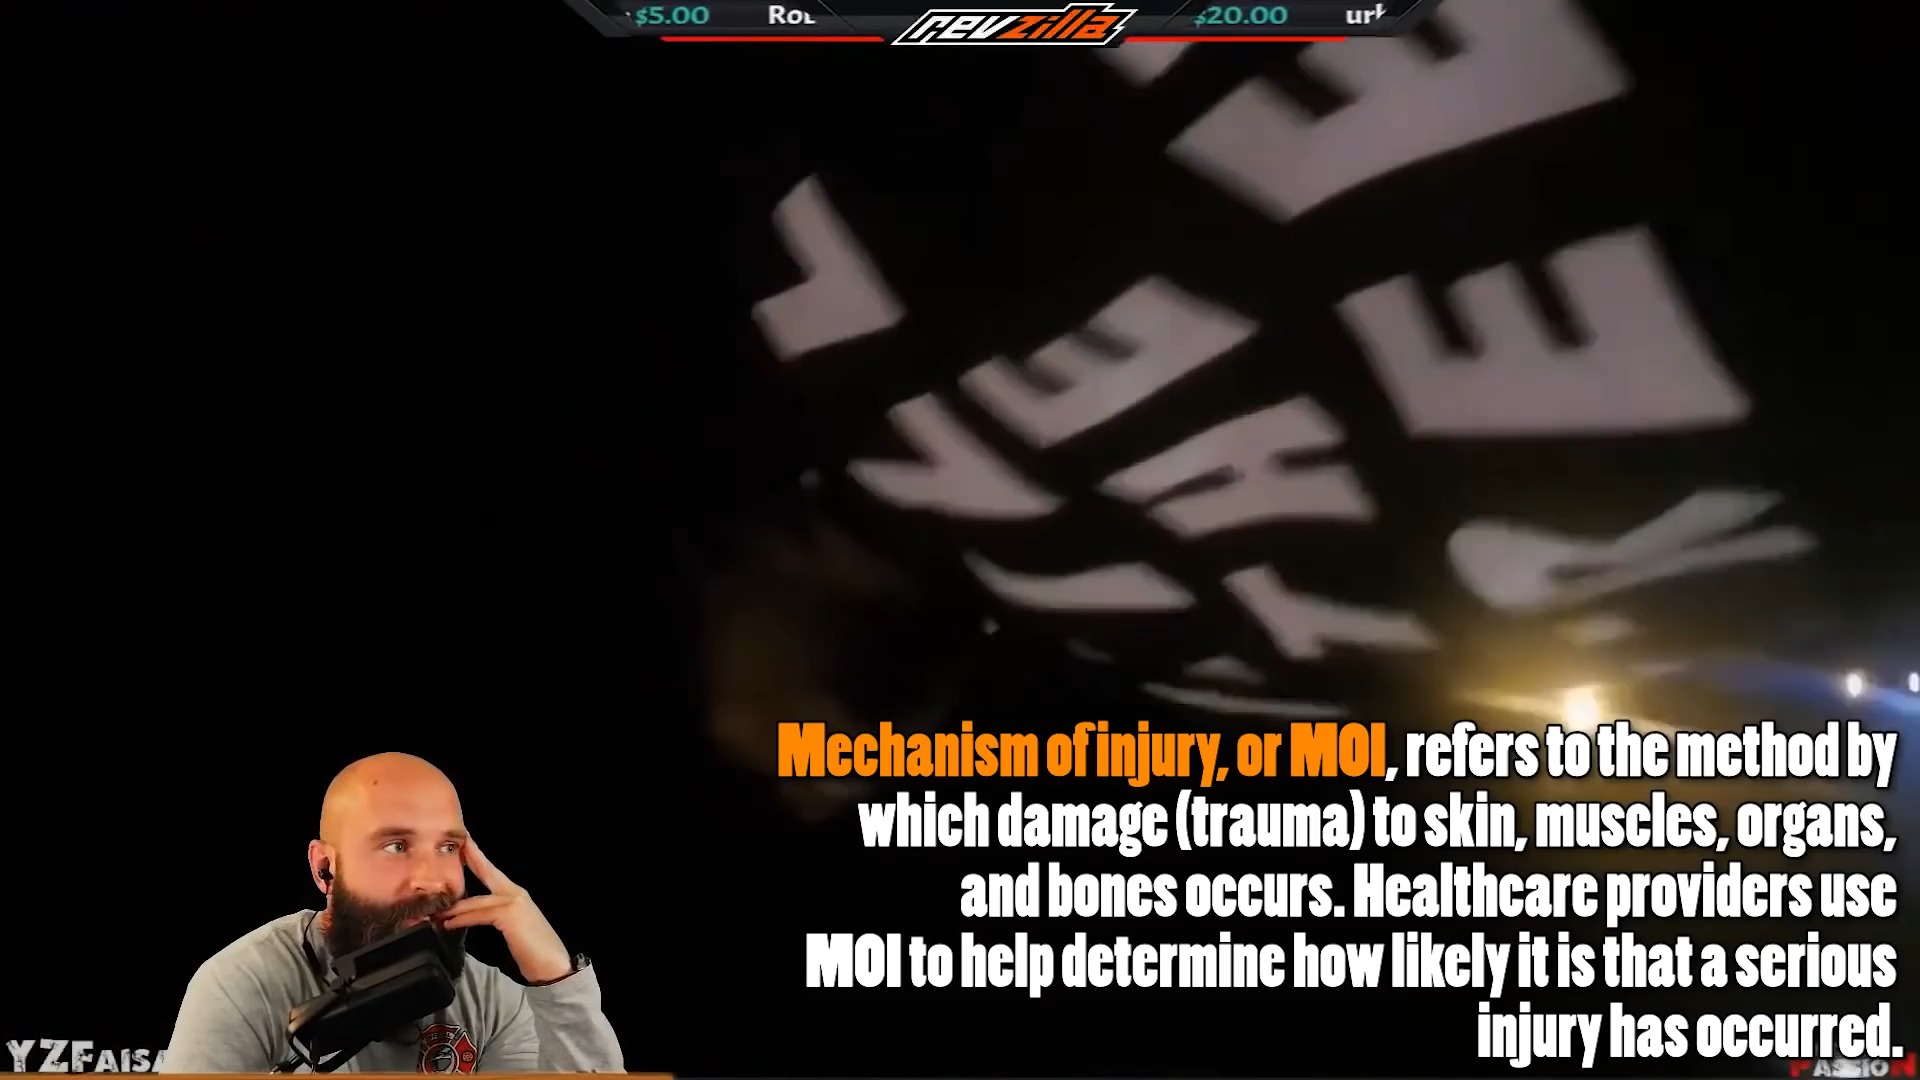 $5.00
revzilla
$20.00
Mechanism of injury, or MOI, refers to the method by
which damage (trauma) to skin, muscles, organs,
and bones occurs. Healthcare providers use
MOI to help determine how likely it is that a serious
injury has occurred.